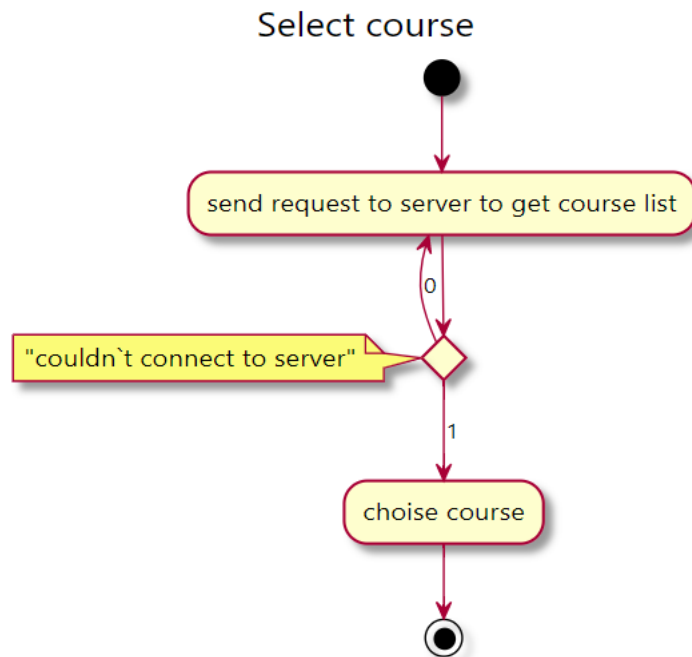 Select course
send request to server to get course list
0
"couldn`t connect to server"
1
choise course